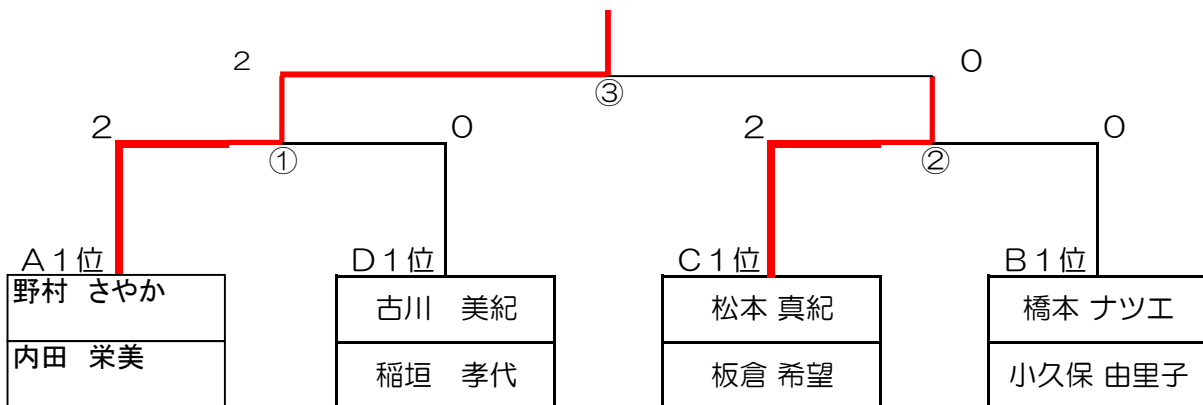 2 0
③
2 0 2 0
① ②
A1位 D1位 C1位 B1位
野村 さやか 古川 美紀 松本 真紀 橋本 ナツエ
内田 栄美 稲垣 孝代 板倉 希望 小久保 由里子